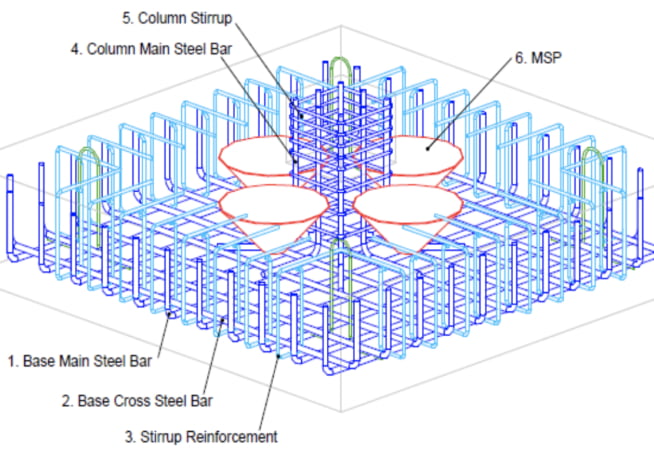 5. Column Stirrup
4. Column Main Steel Bar
6. MSP
1. Base Main Steel Bar
2. Base Cross Steel Bar
3. Stirrup Reinforcement